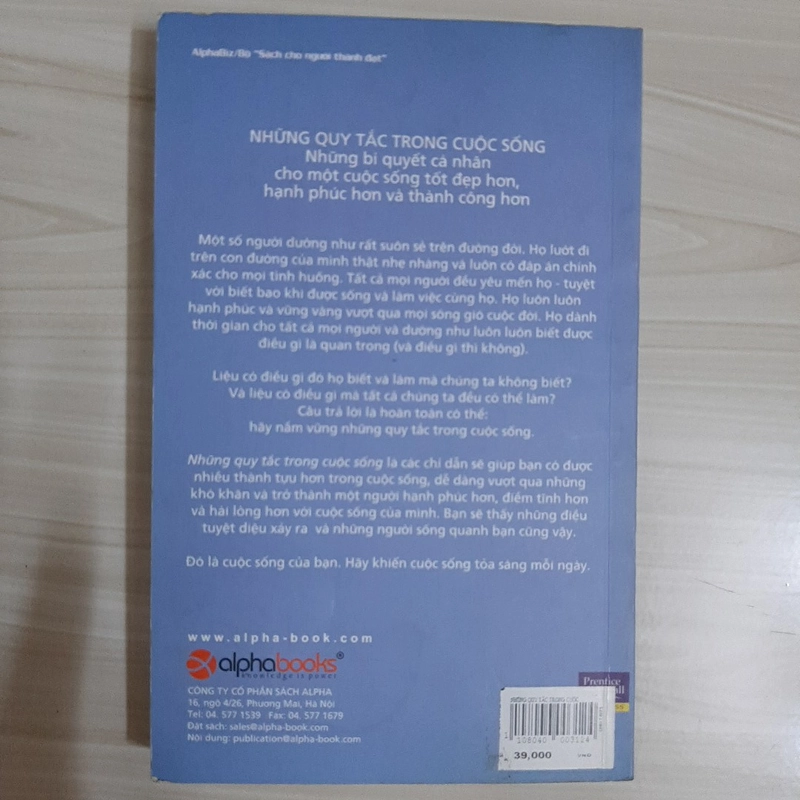 AlphaBiz/Bộ "Sách cho người thành đạt"
NHỮNG QUY TẮC TRONG CUỘC SỐNG
Những bí quyết cá nhân
cho một cuộc sống tốt đẹp hơn,
hạnh phúc hơn và thành công hơn
Một số người dường như rất suôn sẻ trên đường đời. Họ lướt đi
trên con đường của mình thật nhẹ nhàng và luôn có đáp án chính
xác cho mọi tình huống. Tất cả mọi người đều yêu mến họ - tuyệt
vời biết bao khi được sống và làm việc cùng họ. Họ luôn luôn
hạnh phúc và vững vàng vượt qua mọi sóng gió cuộc đời. Họ dành
thời gian cho tất cả mọi người và dường như luôn luôn biết được
điều gì là quan trọng (và điều gì thì không).
Liệu có điều gì đó họ biết và làm mà chúng ta không biết?
Và liệu có điều gì mà tất cả chúng ta đều có thể làm?
Câu trả lời là hoàn toàn có thể:
hãy nắm vững những quy tắc trong cuộc sống.
Những quy tắc trong cuộc sống là các chỉ dẫn sẽ giúp bạn có được
nhiều thành tựu hơn trong cuộc sống, dễ dàng vượt qua những
khó khăn và trở thành một người hạnh phúc hơn, điềm tĩnh hơn
và hài lòng hơn với cuộc sống của mình. Bạn sẽ thấy những điều
tuyệt diệu xảy ra và những người sống quanh bạn cũng vậy.
Đó là cuộc sống của bạn. Hãy khiến cuộc sống tỏa sáng mỗi ngày.
www.alpha-book.com
alphabooks®
knowledge is power
CÔNG TY CỔ PHẦN SÁCH ALPHA
16, ngõ 4/26, Phương Mai, Hà Nội
Tel: 04. 577 1539 Fax: 04. 577 1679
Đặt sách: sales@alpha-book.com
Nội dung: publication@alpha-book.com
Prentice
NHỮNG QUY TẮC TRONG CUỘC
108040 003124
39,000